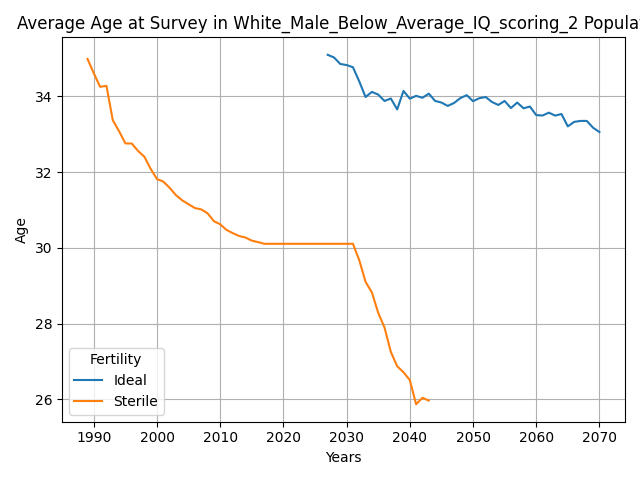 Average Age at Survey in White_Male_Below_Average_IQ_scoring_2 Popula
34
32
30
28
26
Age
Fertility
Ideal
Sterile
1990 2000 2010 2020 2030 2040 2050 2060 2070
Years